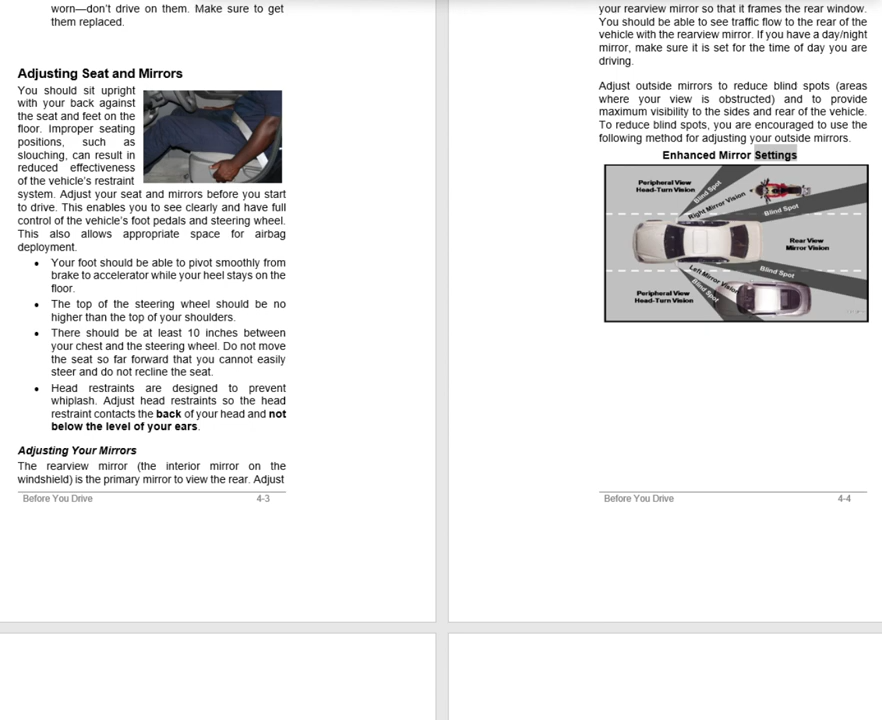 worn—don't drive on them. Make sure to get
them replaced.
Adjusting Seat and Mirrors
You should sit upright
with your back against
the seat and feet on the
floor. Improper seating
positions, such as
slouching, can result in
reduced effectiveness
of the vehicle's restraint
system. Adjust your seat and mirrors before you start
to drive. This enables you to see clearly and have full
control of the vehicle's foot pedals and steering wheel.
This also allows appropriate space for airbag
deployment.
• Your foot should be able to pivot smoothly from
brake to accelerator while your heel stays on the
floor.
• The top of the steering wheel should be no
higher than the top of your shoulders.
• There should be at least 10 inches between
your chest and the steering wheel. Do not move
the seat so far forward that you cannot easily
steer and do not recline the seat.
• Head restraints are designed to prevent
whiplash. Adjust head restraints so the head
restraint contacts the back of your head and not
below the level of your ears.
Adjusting Your Mirrors
The rearview mirror (the interior mirror on the
windshield) is the primary mirror to view the rear. Adjust
Before You Drive 4-3
your rearview mirror so that it frames the rear window.
You should be able to see traffic flow to the rear of the
vehicle with the rearview mirror. If you have a day/night
mirror, make sure it is set for the time of day you are
driving.
Adjust outside mirrors to reduce blind spots (areas
where your view is obstructed) and to provide
maximum visibility to the sides and rear of the vehicle.
To reduce blind spots, you are encouraged to use the
following method for adjusting your outside mirrors.
Enhanced Mirror Settings
Peripheral View
Head-Turn Vision
Blind Spot
Right Mirror Vision
Blind Spot
Rear View
Mirror Vision
Left Mirror Vision
Blind Spot
Blind Spot
Peripheral View
Head-Turn Vision
Before You Drive 4-4